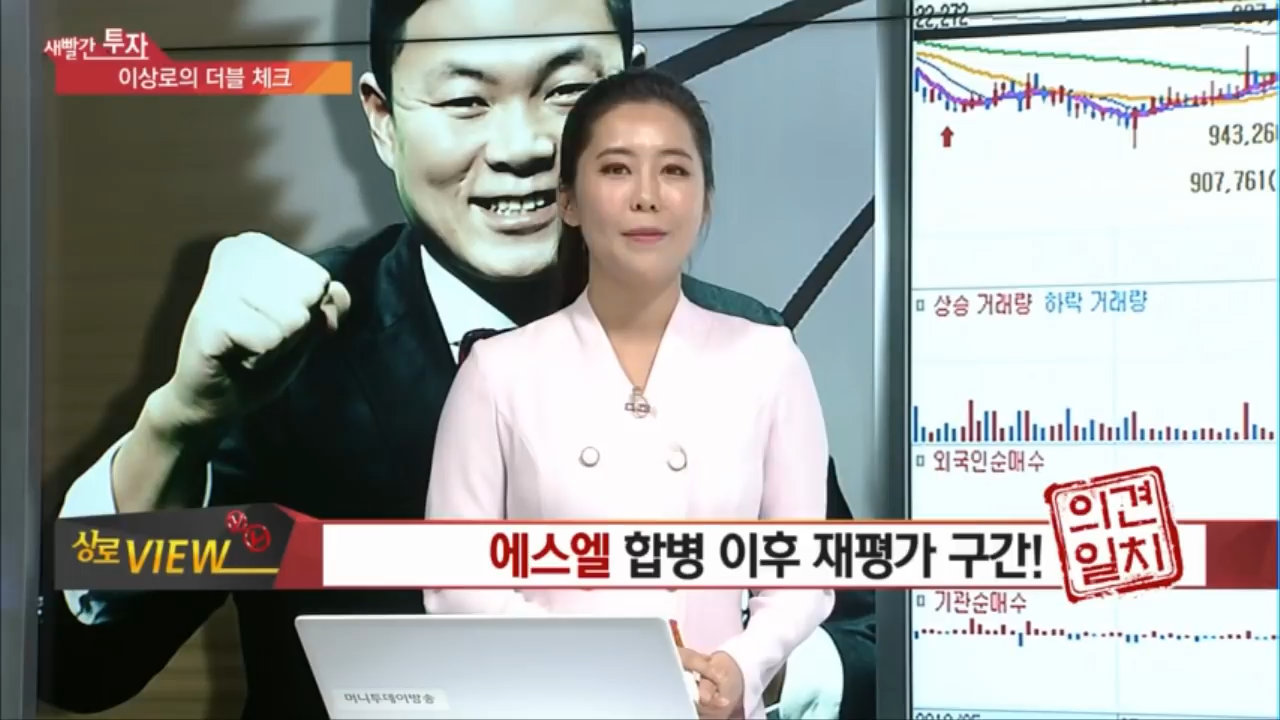 새빨간 투자
이상로의 더블 체크
22,272
943,26
907,761(
상승 거래량 하락 거래량
외국인순매수
상로 VIEW
에스엘 합병 이후 재평가 구간!
의견
일치
기관순매수
머니투데이방송